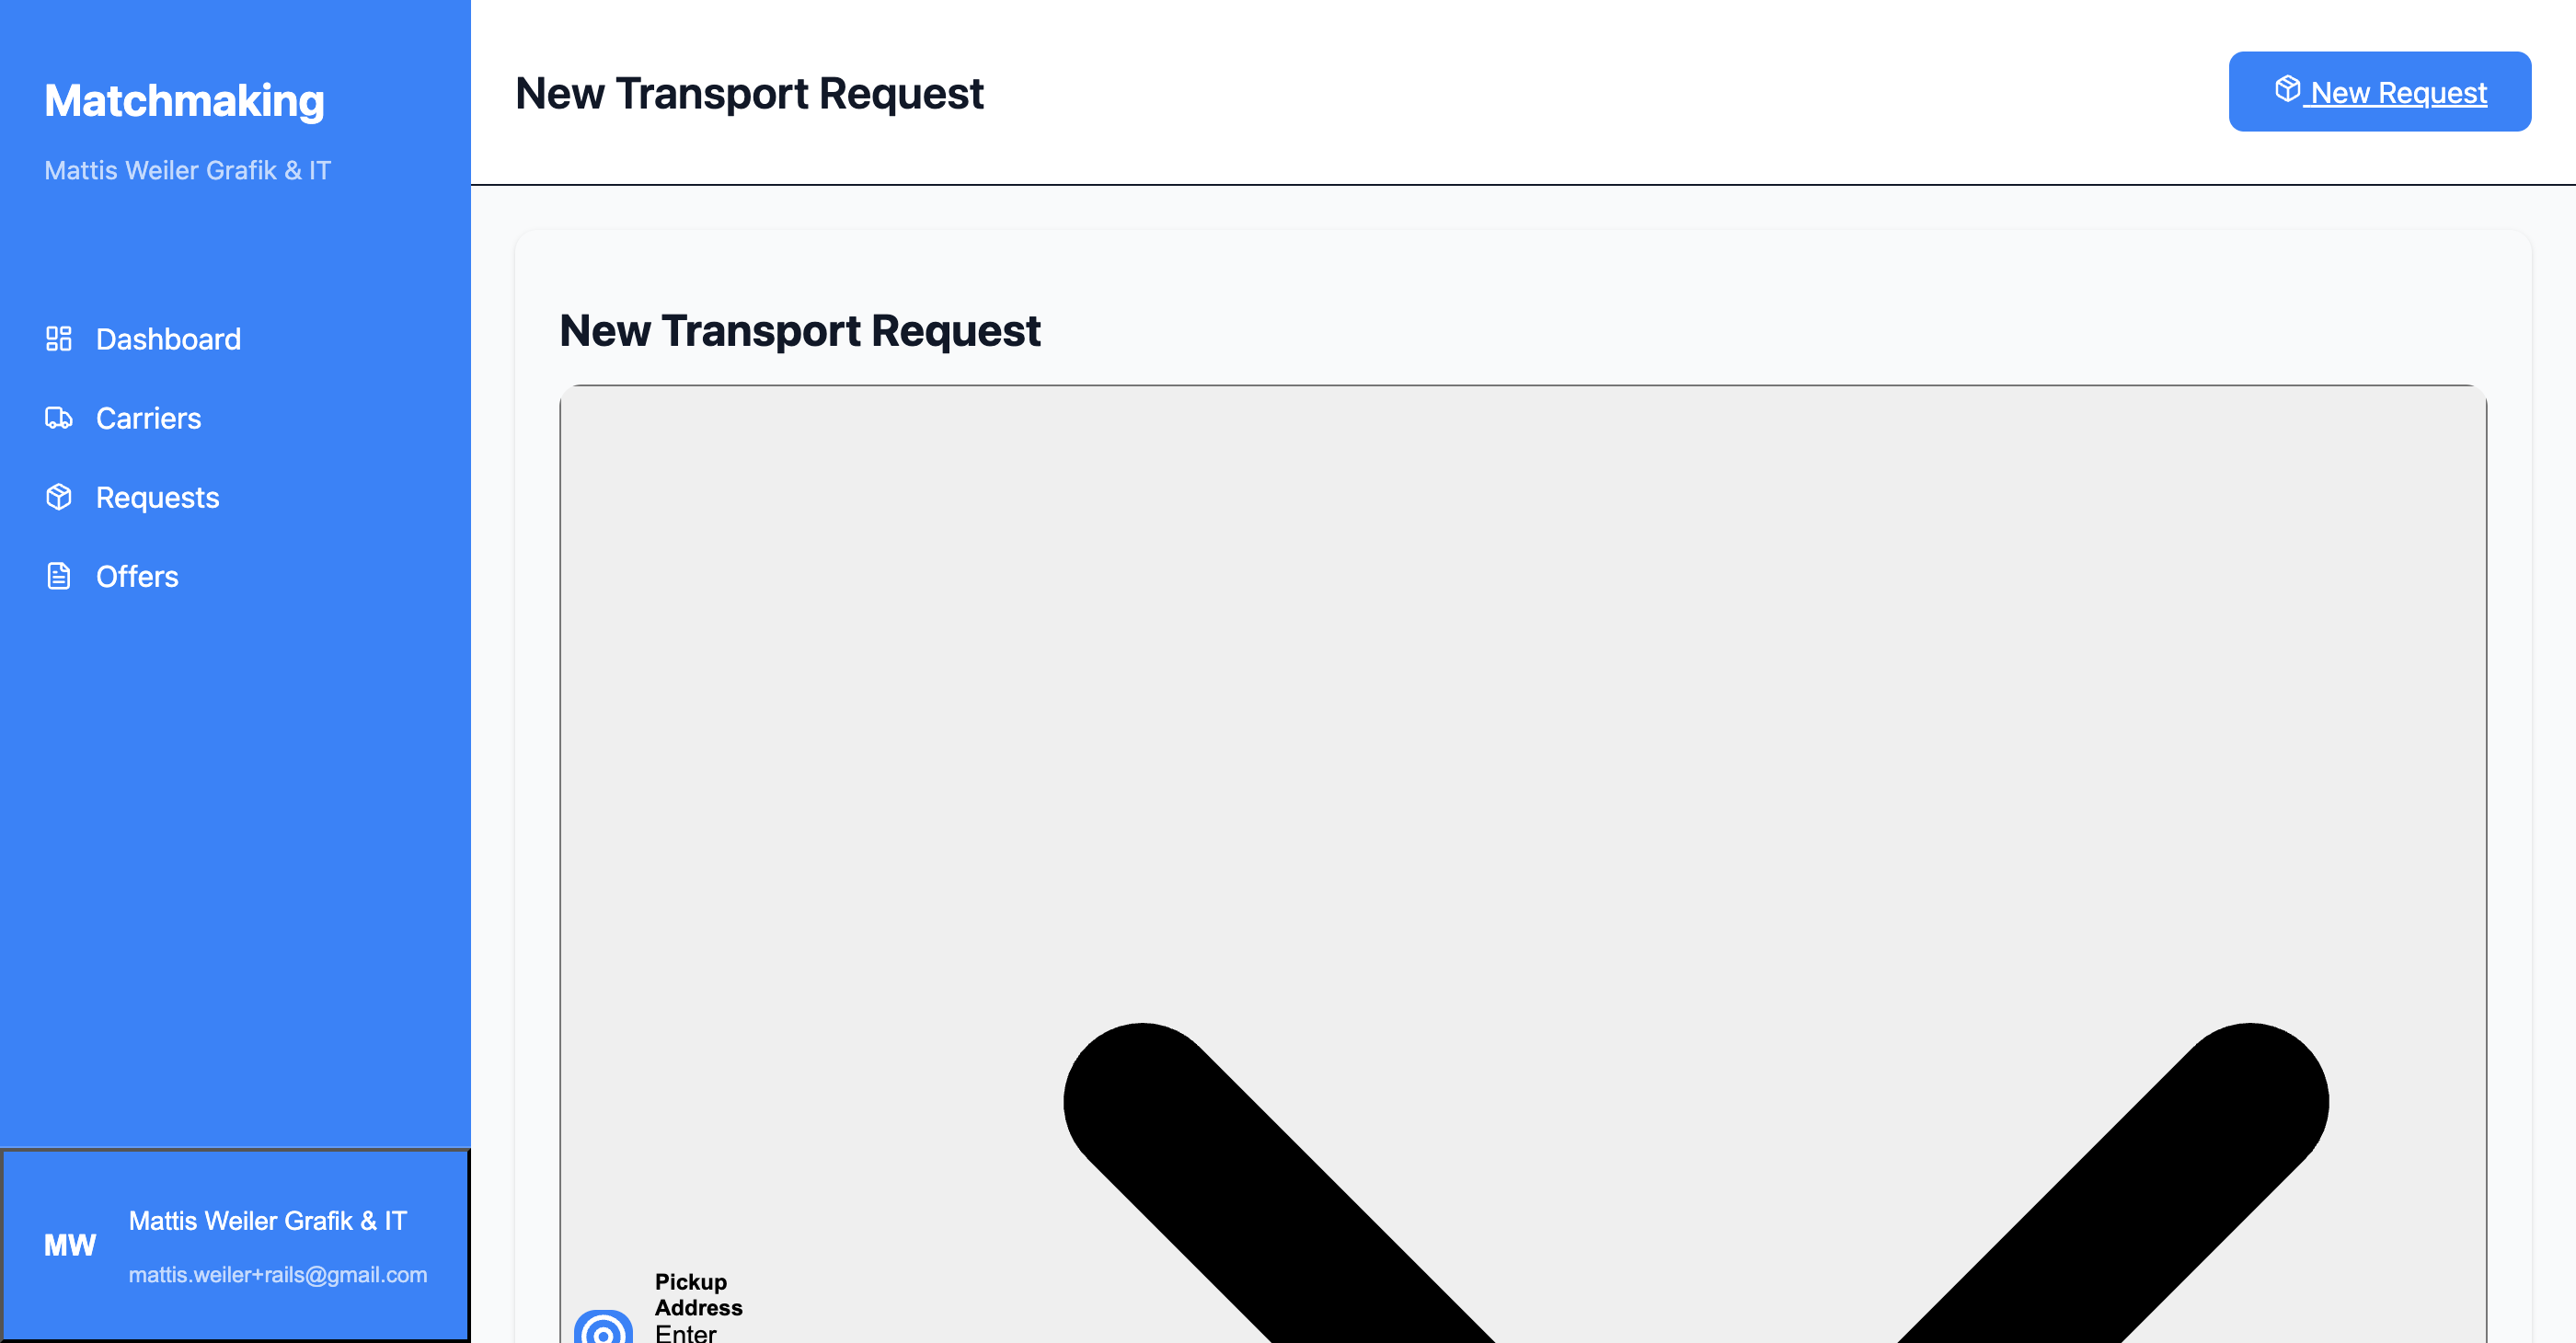 Matchmaking
Mattis Weiler Grafik & IT
Dashboard
Carriers
Requests
Offers
MW
Mattis Weiler Grafik & IT
mattis.weiler+rails@gmail.com
New Transport Request
New Request
New Transport Request
Pickup
Address
Enter